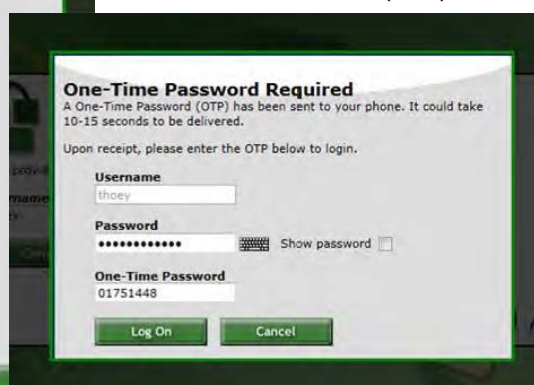 One-Time Password Required
A One-Time Password (OTP) has been sent to your phone. It could take
10-15 seconds to be delivered.
Upon receipt, please enter the OTP below to login.
Username
thoey
Password
●●●●●●●●●●●●
Show password
One-Time Password
01751448
Log On
Cancel